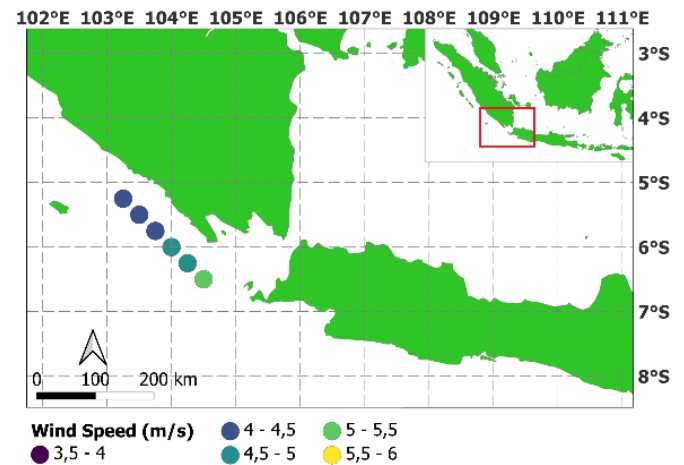 102°E 103°E 104°E 105°E 106°E 107°E 108°E 109°E 110°E 111°E
3°S
4°S
5°S
6°S
7°S
8°S
0 100 200 km
Wind Speed (m/s)
3,5 - 4
4 - 4,5
4,5 - 5
5 - 5,5
5,5 - 6